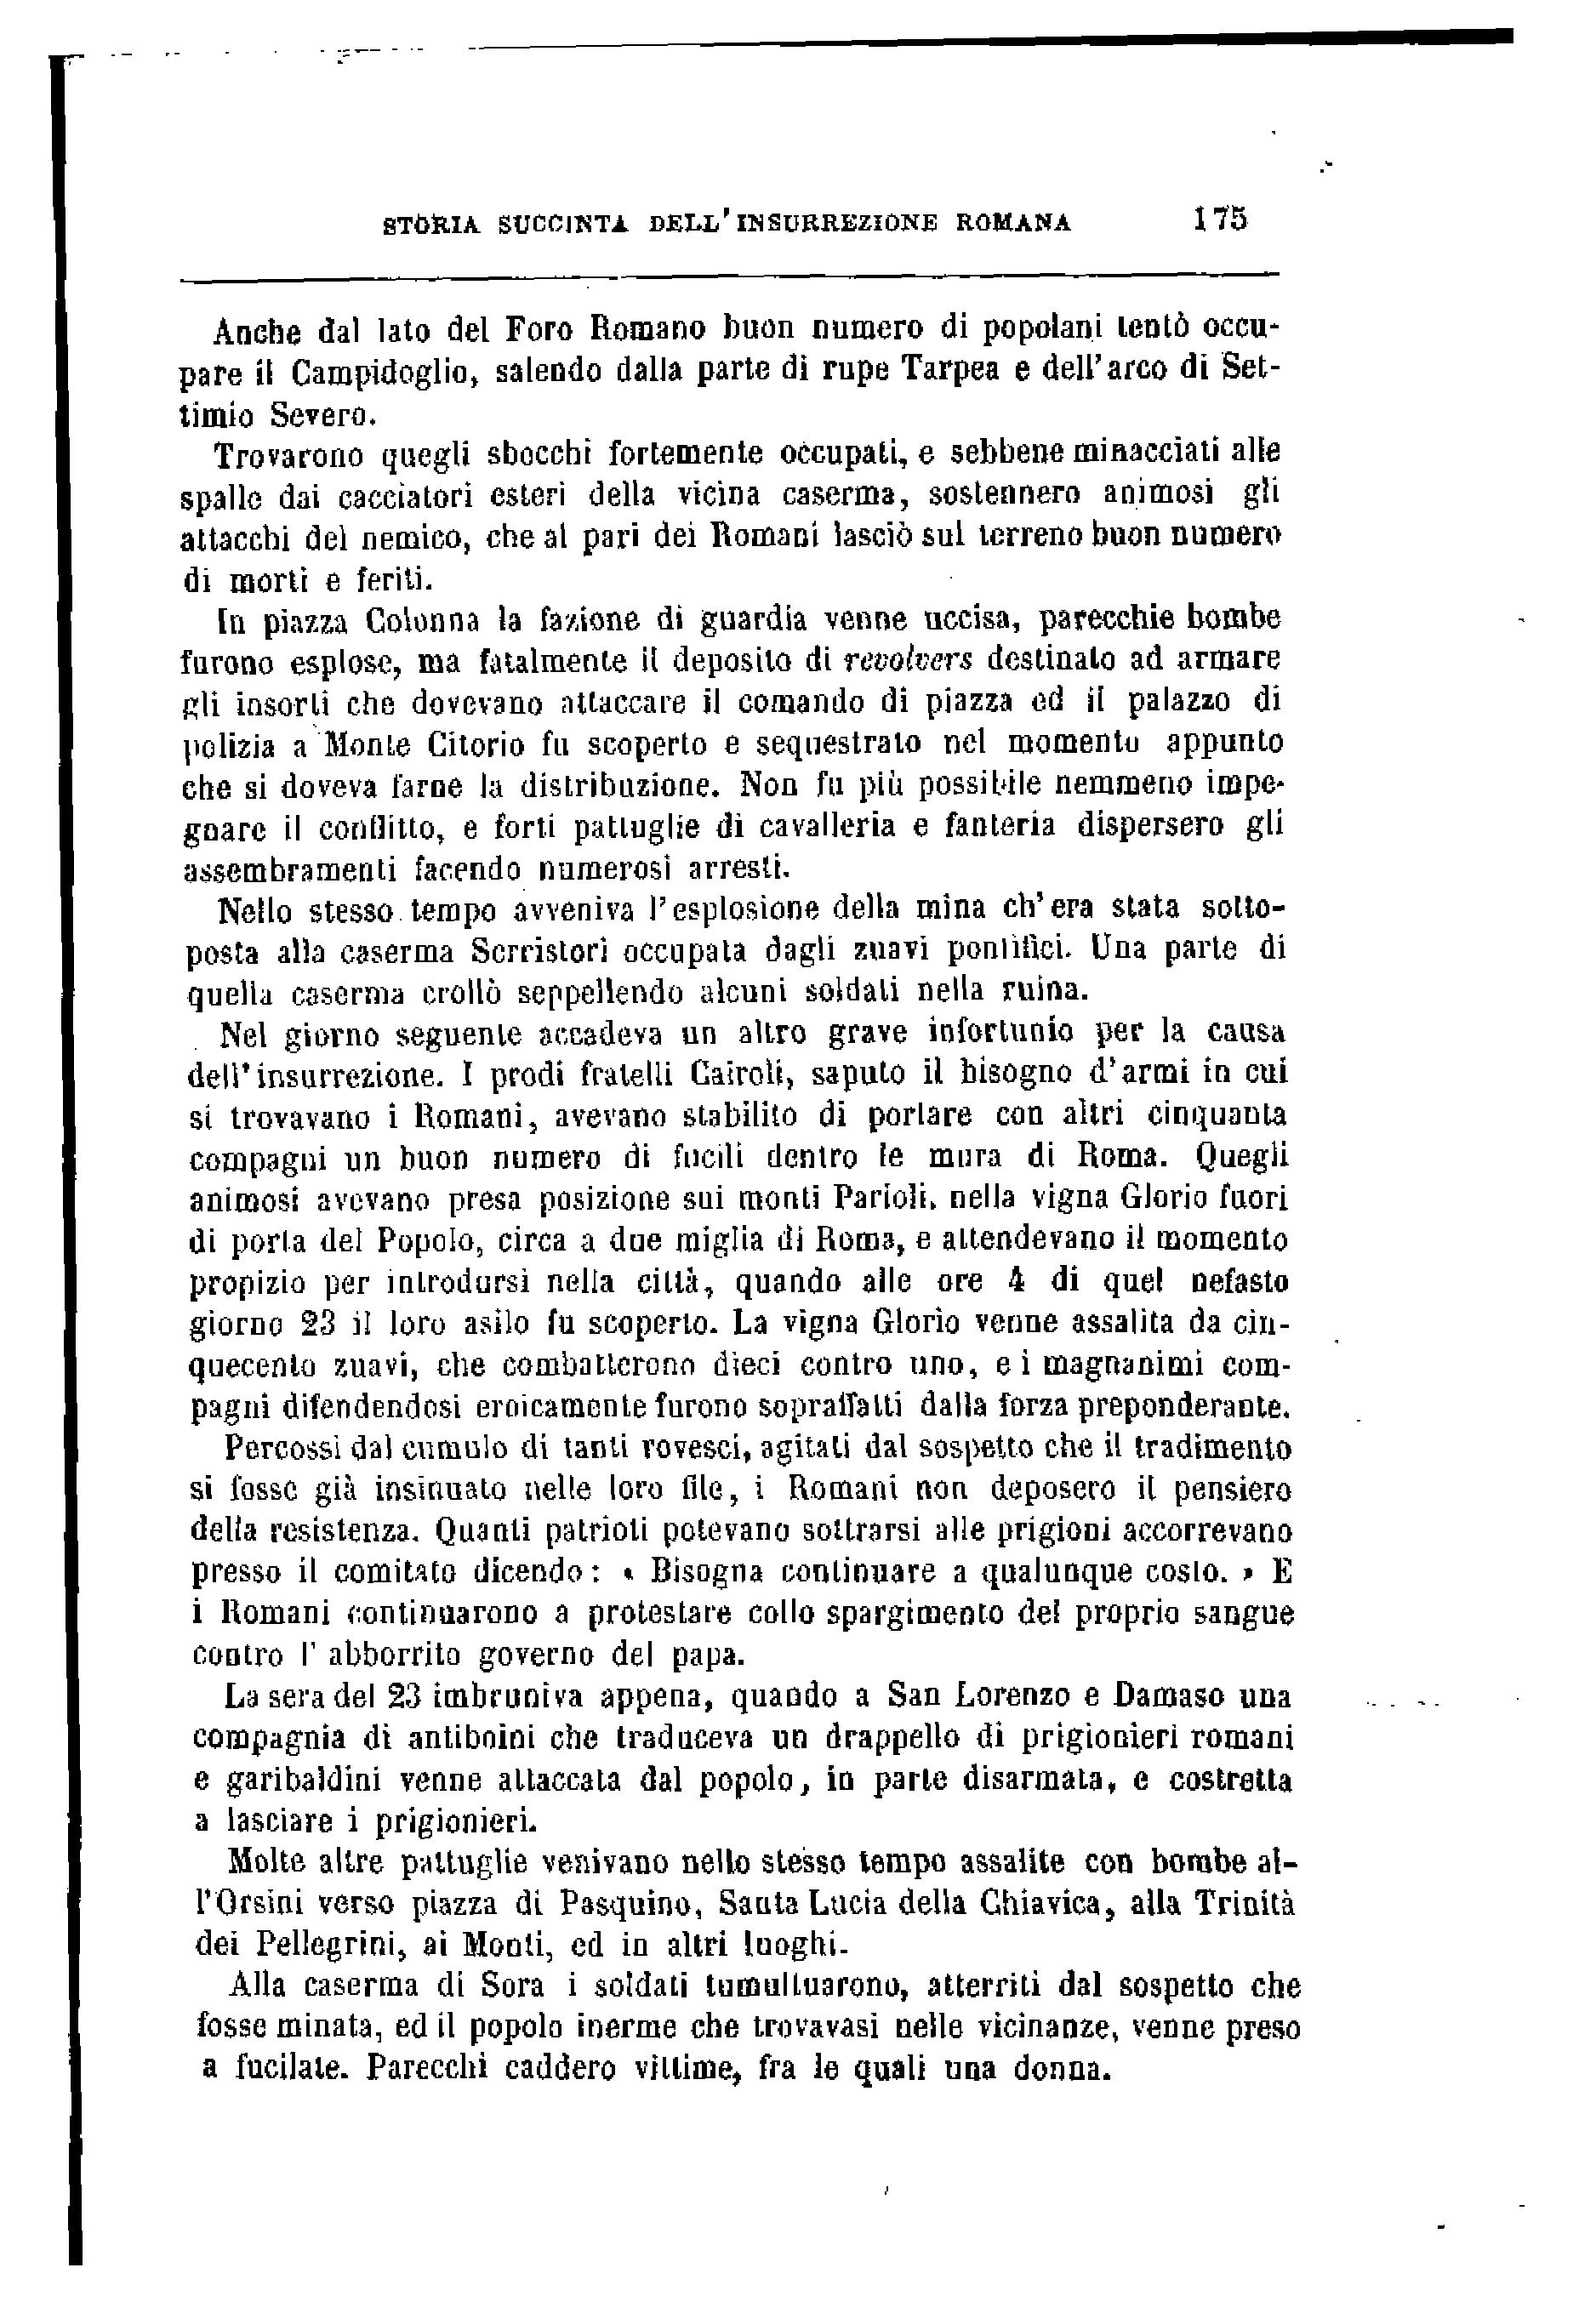 STORIA SUCCINTA DELL'INSURREZIONE ROMANA 175
Anche dal lato del Foro Romano buon numero di popolani tentò occu-
pare il Campidoglio, salendo dalla parte di rupe Tarpea e dell'arco di Set-
timio Severo.
Trovarono quegli sbocchi fortemente occupati, e sebbene minacciati alle
spalle dai cacciatori esteri della vicina caserma, sostennero animosi gli
attacchi del nemico, che al pari dei Romani lasciò sul terreno buon numero
di morti e feriti.
In piazza Colonna la fazione di guardia venne uccisa, parecchie bombe
furono esplose, ma fatalmente il deposito di revolvers destinato ad armare
gli insorti che dovevano attaccare il comando di piazza ed il palazzo di
polizia a Monte Citorio fu scoperto e sequestrato nel momento appunto
che si doveva farne la distribuzione. Non fu più possibile nemmeno impe-
gnare il conflitto, e forti pattuglie di cavalleria e fanteria dispersero gli
assembramenti facendo numerosi arresti.
Nello stesso tempo avveniva l'esplosione della mina ch'era stata sotto-
posta alla caserma Serristori occupata dagli zuavi pontifici. Una parte di
quella caserma crollò seppellendo alcuni soldati nella ruina.
Nel giorno seguente accadeva un altro grave infortunio per la causa
dell'insurrezione. I prodi fratelli Cairoli, saputo il bisogno d'armi in cui
si trovavano i Romani, avevano stabilito di portare con altri cinquanta
compagni un buon numero di fucili dentro le mura di Roma. Quegli
animosi avevano presa posizione sui monti Parioli, nella vigna Glorio fuori
di porta del Popolo, circa a due miglia di Roma, e attendevano il momento
propizio per introdursi nella città, quando alle ore 4 di quel nefasto
giorno 23 il loro asilo fu scoperto. La vigna Glorio venne assalita da cin-
quecento zuavi, che combatterono dieci contro uno, e i magnanimi com-
pagni difendendosi eroicamente furono sopraffatti dalla forza preponderante.
Percossi dal cumulo di tanti rovesci, agitati dal sospetto che il tradimento
si fosse già insinuato nelle loro file, i Romani non deposero il pensiero
della resistenza. Quanti patrioti potevano sottrarsi alle prigioni accorrevano
presso il comitato dicendo: « Bisogna continuare a qualunque costo. » E
i Romani continuarono a protestare collo spargimento del proprio sangue
contro l'abborrito governo del papa.
La sera del 23 imbruniva appena, quando a San Lorenzo e Damaso una
compagnia di antiboini che traduceva un drappello di prigionieri romani
e garibaldini venne attaccata dal popolo, in parte disarmata, e costretta
a lasciare i prigionieri.
Molte altre pattuglie venivano nello stesso tempo assalite con bombe al-
l'Orsini verso piazza di Pasquino, Santa Lucia della Chiavica, alla Trinità
dei Pellegrini, ai Monti, ed in altri luoghi.
Alla caserma di Sora i soldati tumultuarono, atterriti dal sospetto che
fosse minata, ed il popolo inerme che trovavasi nelle vicinanze, venne preso
a fucilate. Parecchi caddero vittime, fra le quali una donna.